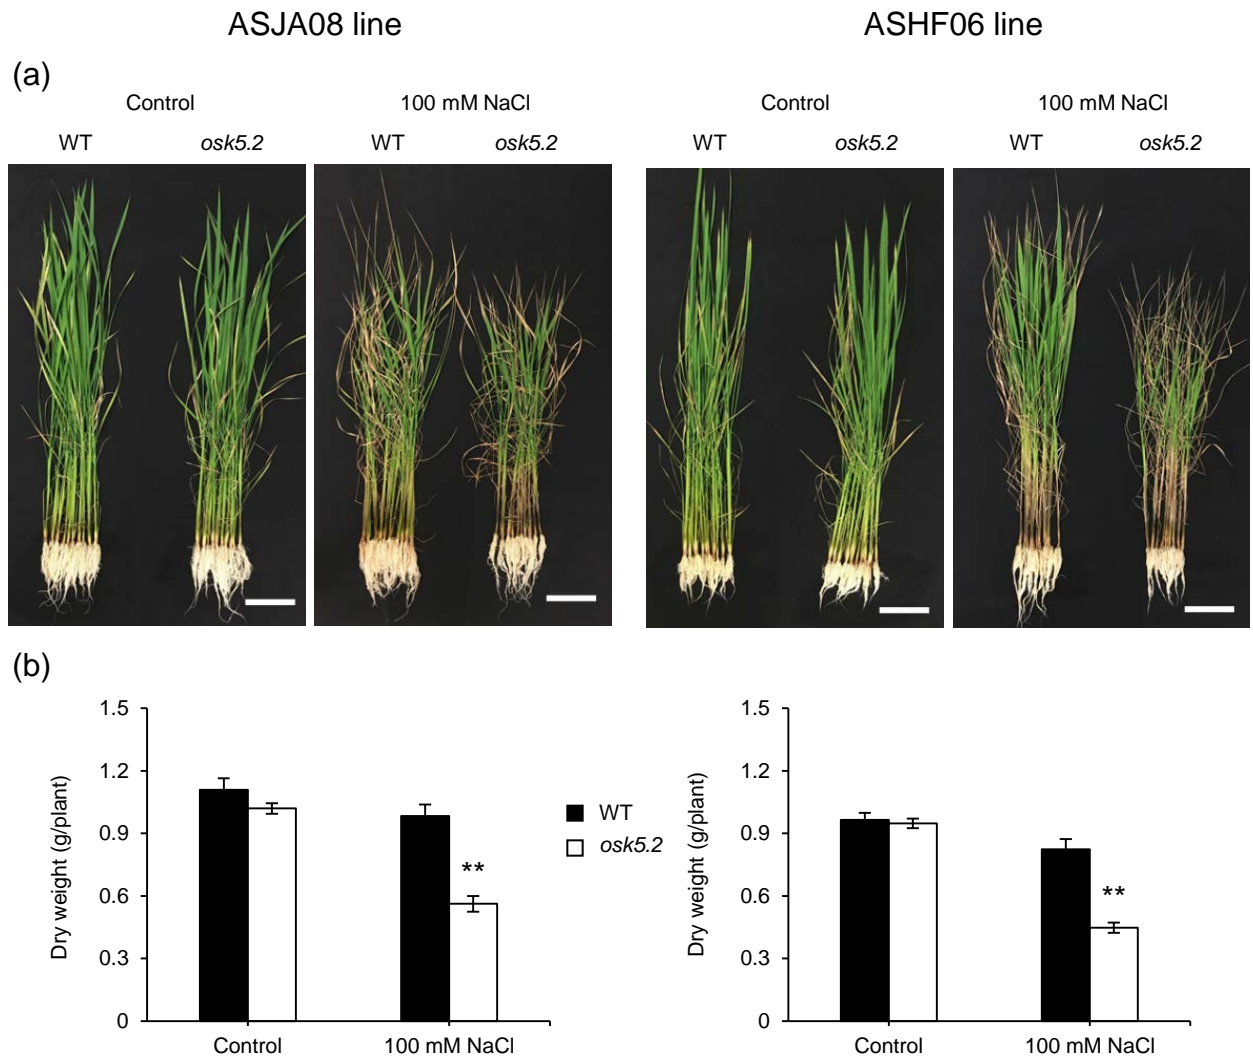 ASJA08 line
ASHF06 line
(a)
Control
100 mM NaCl
Control
100 mM NaCl
WT
osk5.2
WT
osk5.2
WT
osk5.2
WT
osk5.2
(b)
Dry weight (g/plant)
1.5
1.2
0.9
0.6
0.3
0
**
Control
100 mM NaCl
WT
osk5.2
Dry weight (g/plant)
1.5
1.2
0.9
0.6
0.3
0
**
Control
100 mM NaCl